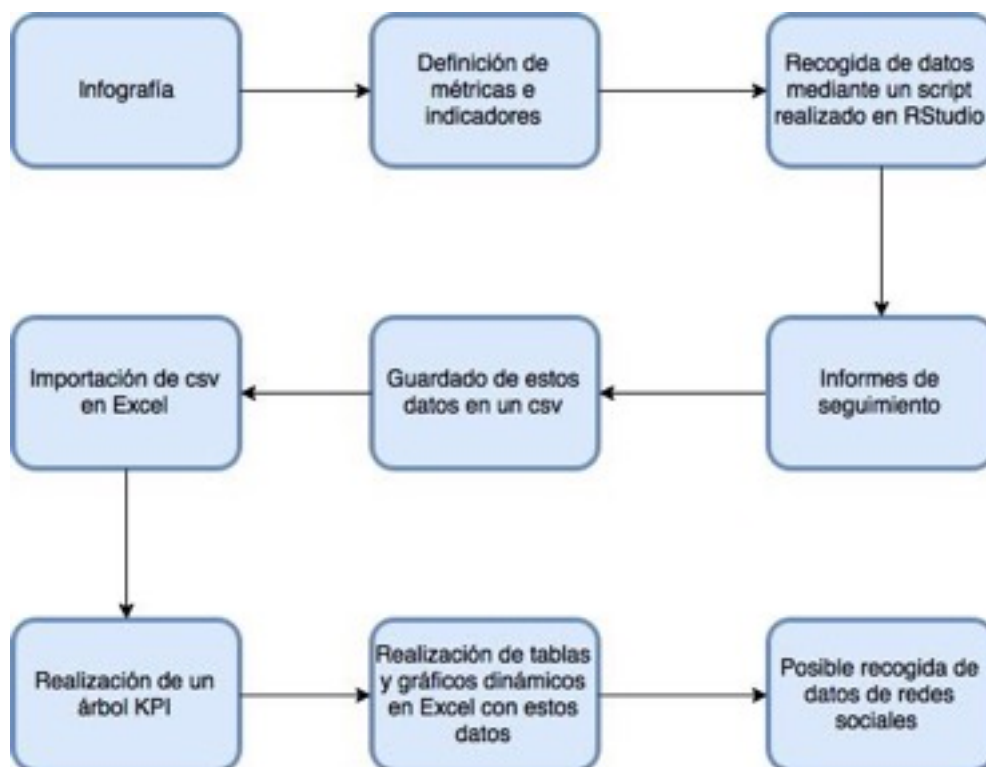 Infografía
Definición de
métricas e
indicadores
Recogida de datos
mediante un script
realizado en RStudio
Informes de
seguimiento
Guardado de estos
datos en un csv
Importación de csv
en Excel
Realización de un
árbol KPI
Realización de tablas
y gráficos dinámicos
en Excel con estos
datos
Posible recogida de
datos de redes
sociales